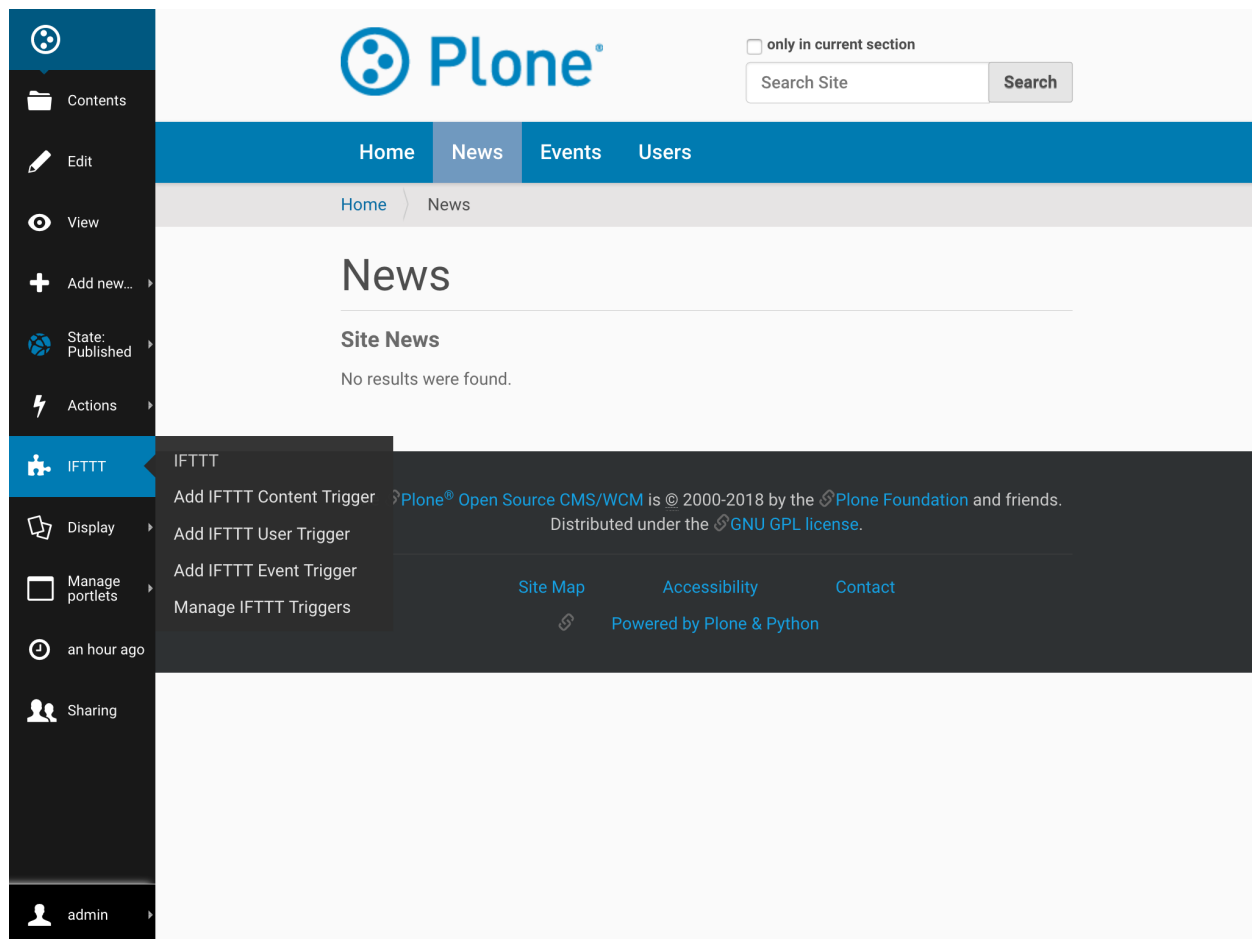 Contents
Edit
View
Add new...
State:
Published
Actions
IFTTT
Display
Manage
portlets
an hour ago
Sharing
admin
Plone®
only in current section
Search Site
Search
Home
News
Events
Users
Home
News
News
Site News
No results were found.
IFTTT
Add IFTTT Content Trigger
Add IFTTT User Trigger
Add IFTTT Event Trigger
Manage IFTTT Triggers
Plone® Open Source CMS/WCM is © 2000-2018 by the Plone Foundation and friends.
Distributed under the GNU GPL license.
Site Map
Accessibility
Contact
Powered by Plone & Python